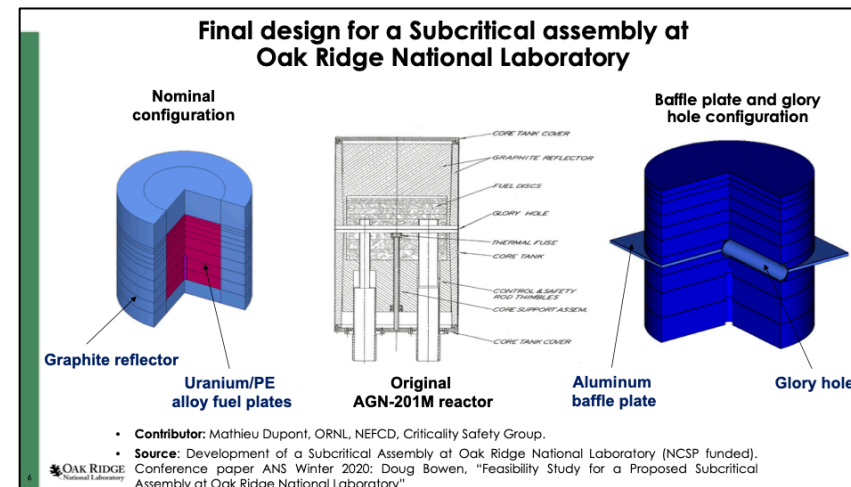 Final design for a Subcritical assembly at
Oak Ridge National Laboratory
Nominal
configuration
Baffle plate and glory
hole configuration
CORE TANK COVER
GRAPHITE REFLECTOR
FUEL DISCS
GLORY HOLE
THERMAL FUSE
CORE TANK
CONTROL & SAFETY
ROD THIMBLES
CORE SUPPORT ASSEM.
CORE TANK COVER
Graphite reflector
Uranium/PE
alloy fuel plates
Original
AGN-201M reactor
Aluminum
baffle plate
Glory hole
• Contributor: Mathieu Dupont, ORNL, NEFCD, Criticality Safety Group.
• Source: Development of a Subcritical Assembly at Oak Ridge National Laboratory (NCSP funded).
Conference paper ANS Winter 2020: Doug Bowen, “Feasibility Study for a Proposed Subcritical
Assembly at Oak Ridge National Laboratory”
6
OAK RIDGE
National Laboratory